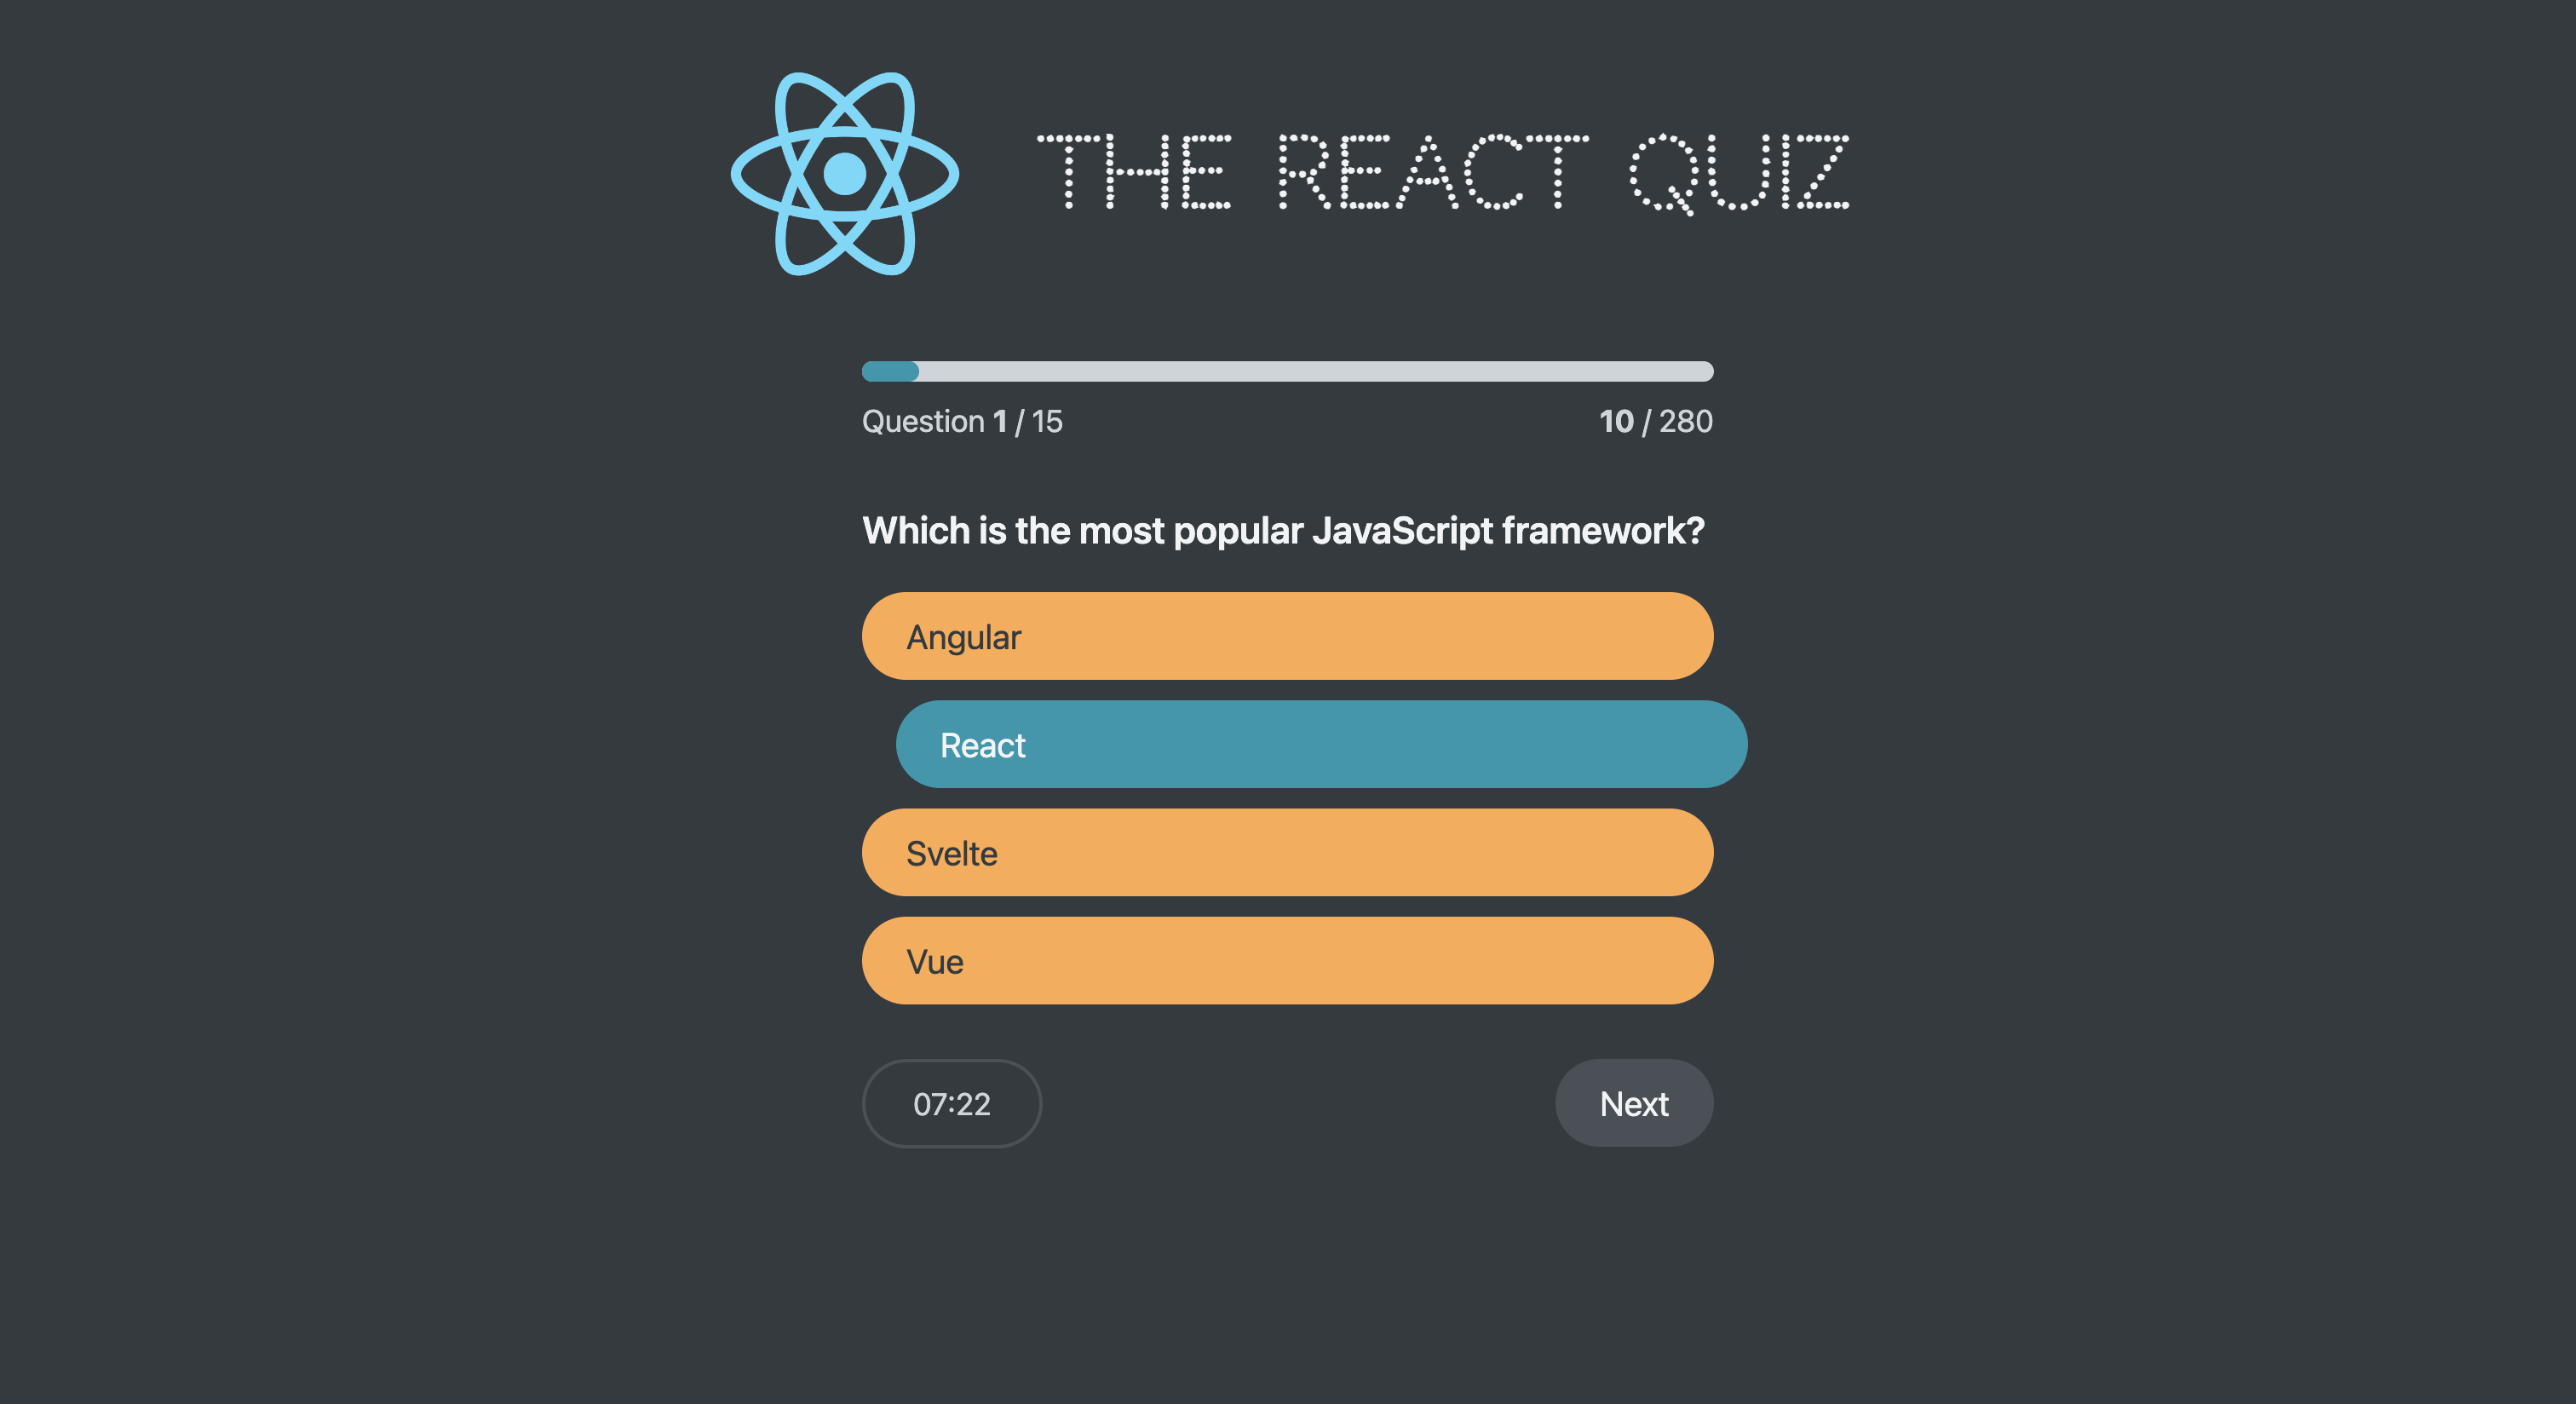 THE REACT QUIZ
Question 1 / 15
10 / 280
Which is the most popular JavaScript framework?
Angular
React
Svelte
Vue
07:22
Next